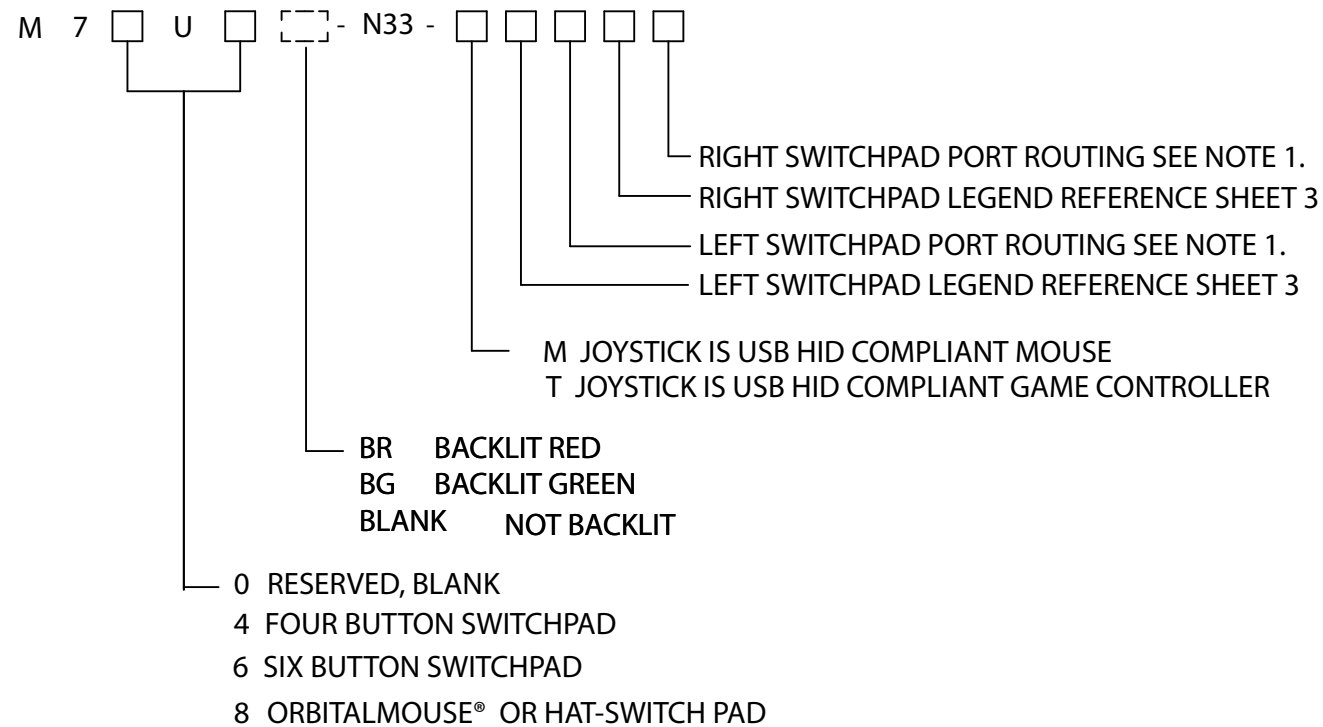 M 7 □ U □ - N33 - □ □ □ □ □
RIGHT SWITCHPAD PORT ROUTING SEE NOTE 1.
RIGHT SWITCHPAD LEGEND REFERENCE SHEET 3
LEFT SWITCHPAD PORT ROUTING SEE NOTE 1.
LEFT SWITCHPAD LEGEND REFERENCE SHEET 3
M JOYSTICK IS USB HID COMPLIANT MOUSE
T JOYSTICK IS USB HID COMPLIANT GAME CONTROLLER
BR BACKLIT RED
BG BACKLIT GREEN
BLANK NOT BACKLIT
0 RESERVED, BLANK
4 FOUR BUTTON SWITCHPAD
6 SIX BUTTON SWITCHPAD
8 ORBITALMOUSE® OR HAT-SWITCH PAD